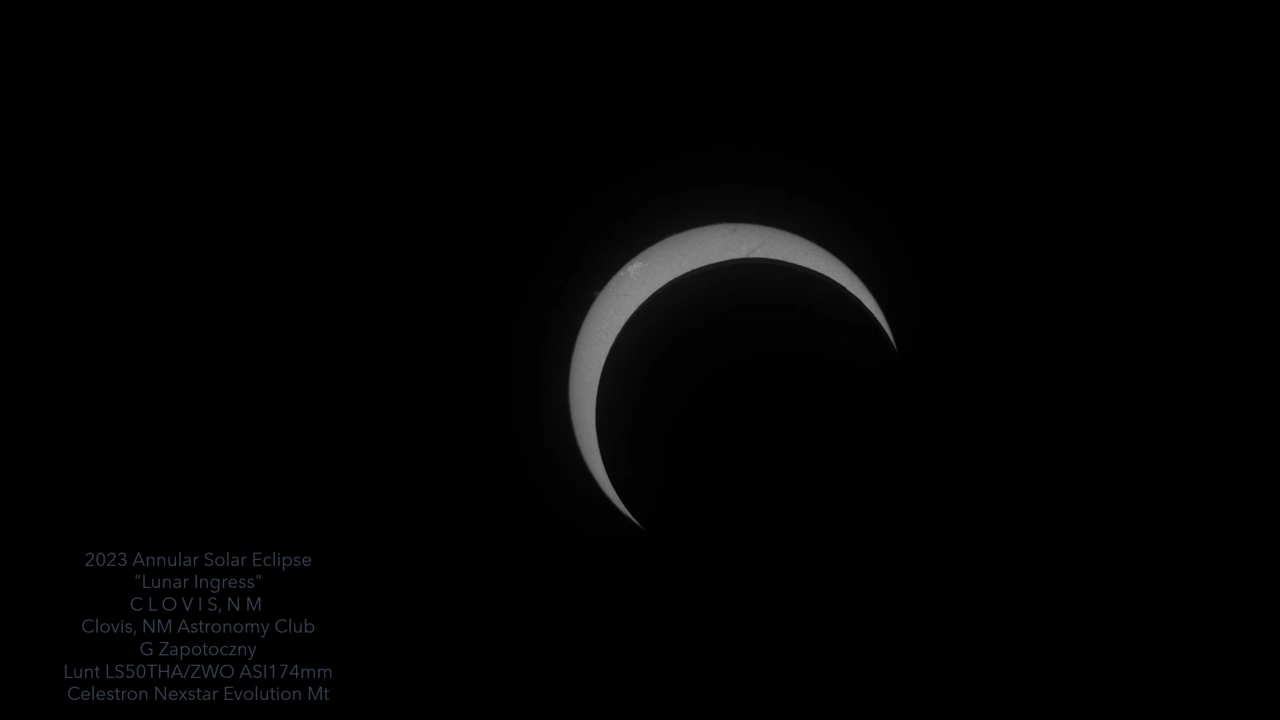 2023 Annular Solar Eclipse
"Lunar Ingress"
C L O V I S, N M
Clovis, NM Astronomy Club
G Zapotoczny
Lunt LS50THA/ZWO ASI174mm
Celestron Nexstar Evolution Mt